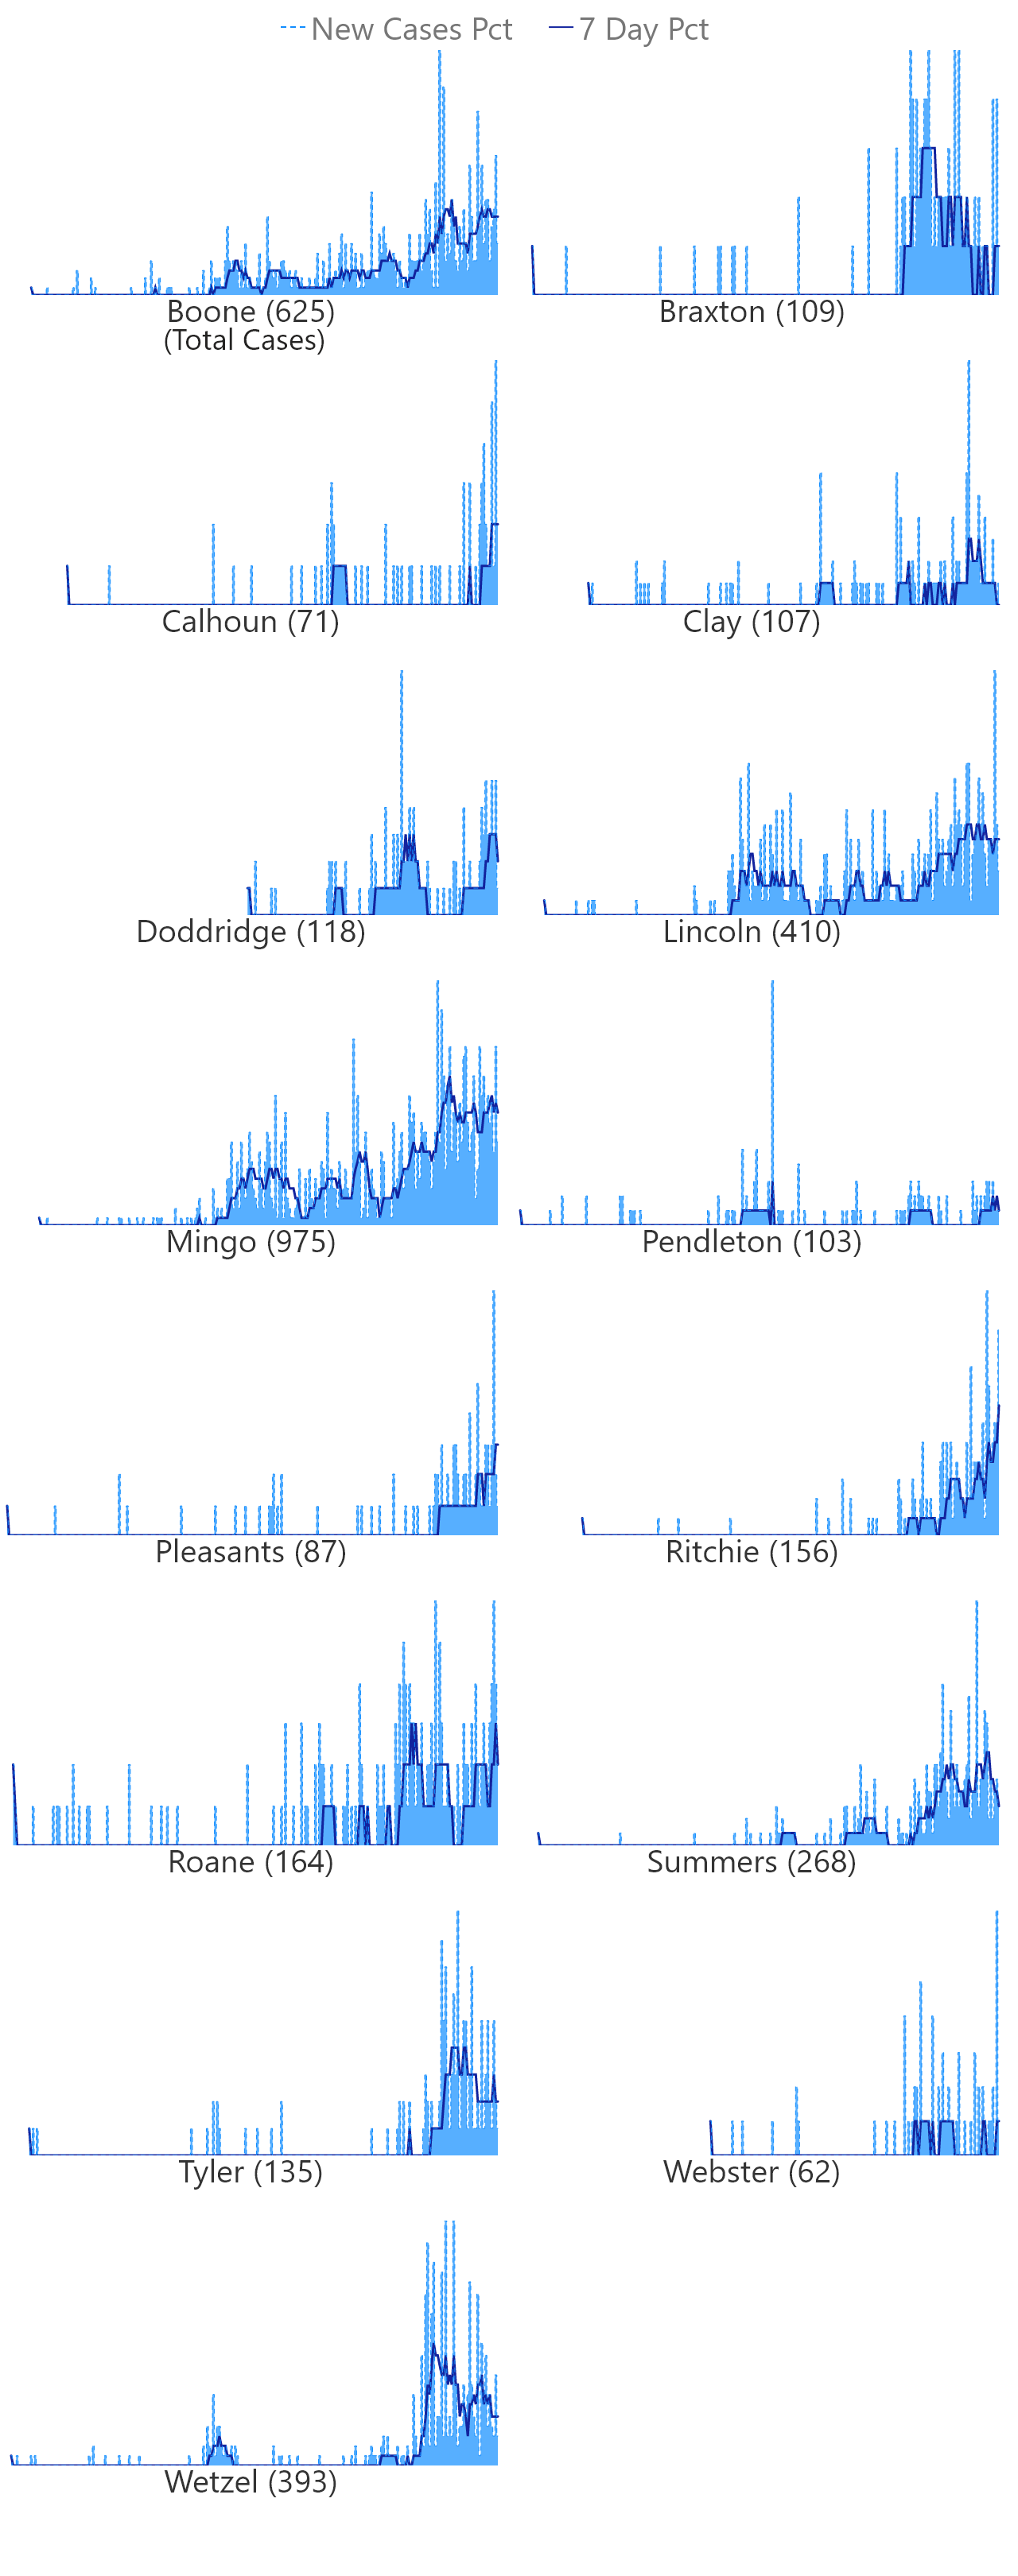 New Cases Pct 7 Day Pct
Boone (625) Braxton (109)
(Total Cases)
Calhoun (71) Clay (107)
Doddridge (118) Lincoln (410)
Mingo (975) Pendleton (103)
Pleasants (87) Ritchie (156)
Roane (164) Summers (268)
Tyler (135) Webster (62)
Wetzel (393)